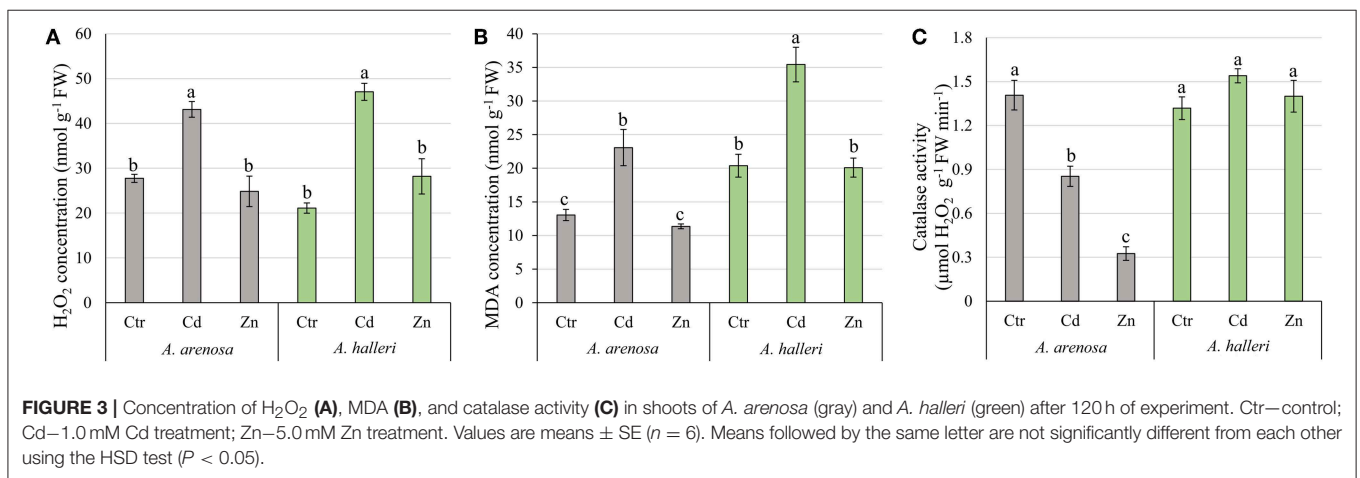 A
H₂O₂ concentration (nmol g⁻¹ FW)
60
50
40
30
20
10
0
b
a
b
b
a
b
Ctr Cd Zn Ctr Cd Zn
A. arenosa A. halleri
B
MDA concentration (nmol g⁻¹ FW)
40
35
30
25
20
15
10
5
0
c
b
c
b
a
b
Ctr Cd Zn Ctr Cd Zn
A. arenosa A. halleri
C
Catalase activity
(µmol H₂O₂ g⁻¹ FW min⁻¹)
1.8
1.5
1.2
0.9
0.6
0.3
0
a
b
c
a
a
a
Ctr Cd Zn Ctr Cd Zn
A. arenosa A. halleri
FIGURE 3 | Concentration of H₂O₂ (A), MDA (B), and catalase activity (C) in shoots of A. arenosa (gray) and A. halleri (green) after 120 h of experiment. Ctr—control;
Cd—1.0 mM Cd treatment; Zn—5.0 mM Zn treatment. Values are means ± SE (n = 6). Means followed by the same letter are not significantly different from each other
using the HSD test (P < 0.05).